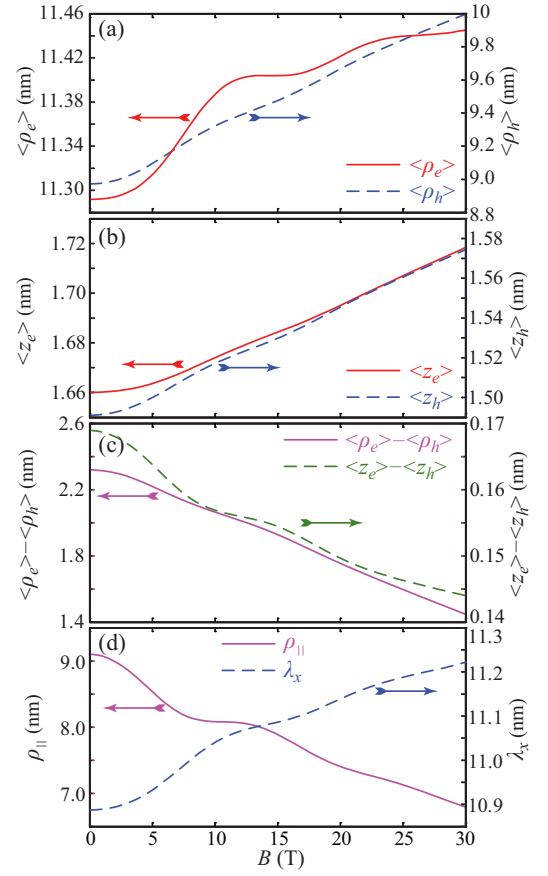 (a)
11.46
11.42
11.38
11.34
11.30
<ρe> (nm)
10
9.8
9.6
9.4
9.2
9.0
8.8
<ρh> (nm)
<ρe>
<ρh>
(b)
1.72
1.70
1.68
1.66
<ze> (nm)
1.58
1.56
1.54
1.52
1.50
<zh> (nm)
<ze>
<zh>
(c)
2.6
2.2
1.8
1.4
<ρe>−<ρh> (nm)
0.17
0.16
0.15
0.14
<ze>−<zh> (nm)
<ρe>−<ρh>
<ze>−<zh>
(d)
9.0
8.0
7.0
ρ|| (nm)
11.3
11.2
11.1
11.0
10.9
λx (nm)
ρ||
λx
0 5 10 15 20 25 30
B (T)